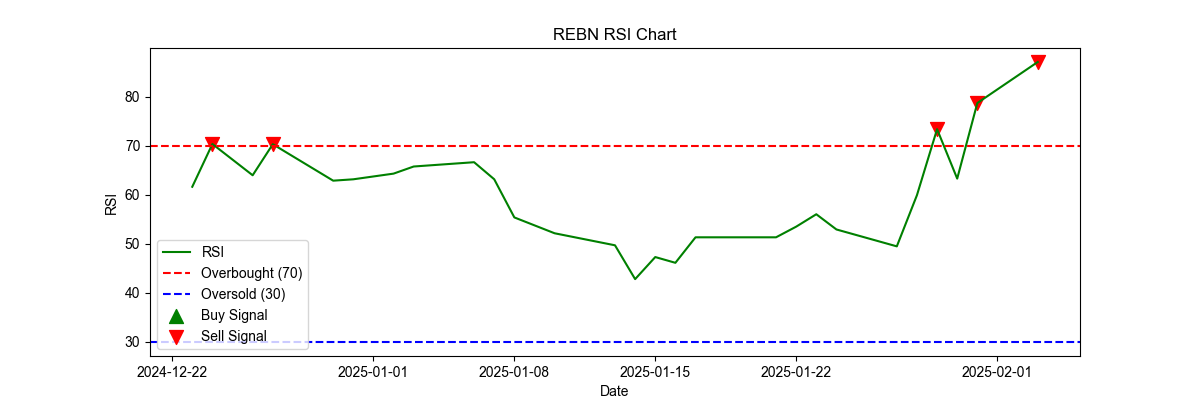 REBN RSI Chart
RSI
80
70
60
50
40
30
RSI
Overbought (70)
Oversold (30)
Buy Signal
Sell Signal
2024-12-22
2025-01-01
2025-01-08
2025-01-15
2025-01-22
2025-02-01
Date